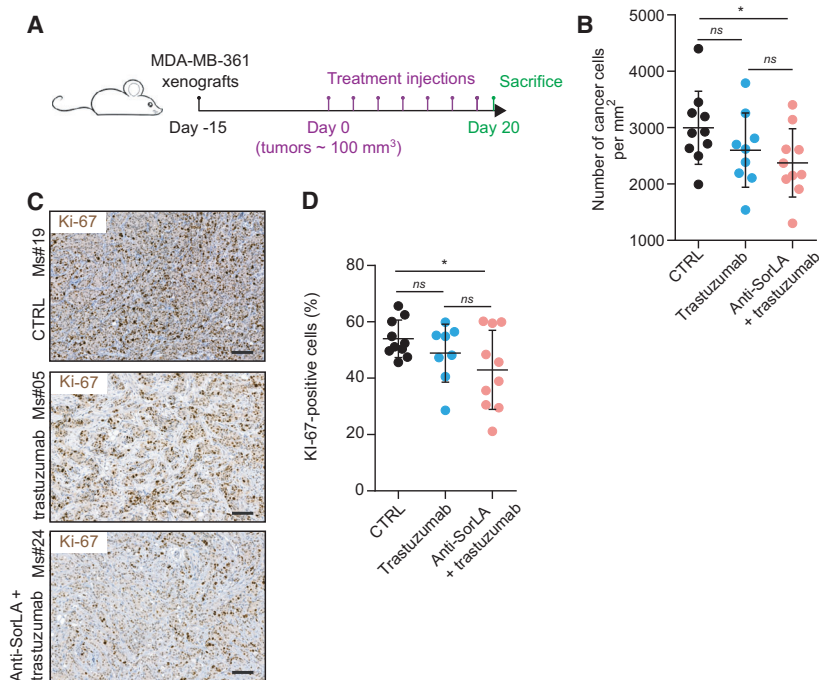 A
MDA-MB-361
xenografts
Treatment injections
Sacrifice
Day -15
Day 0
(tumors ~ 100 mm3)
Day 20
B
*
ns
ns
6000
5000
4000
3000
2000
1000
Number of cancer cells
per mm2
CTRL
Trastuzumab
Anti-SorLA
+ trastuzumab
C
Ki-67
CTRL Ms#19
Ki-67
trastuzumab Ms#05
Ki-67
Anti-SorLA +
trastuzumab Ms#24
D
*
ns
ns
80
60
40
20
0
KI-67-positive cells (%)
CTRL
Trastuzumab
Anti-SorLA
+ trastuzumab